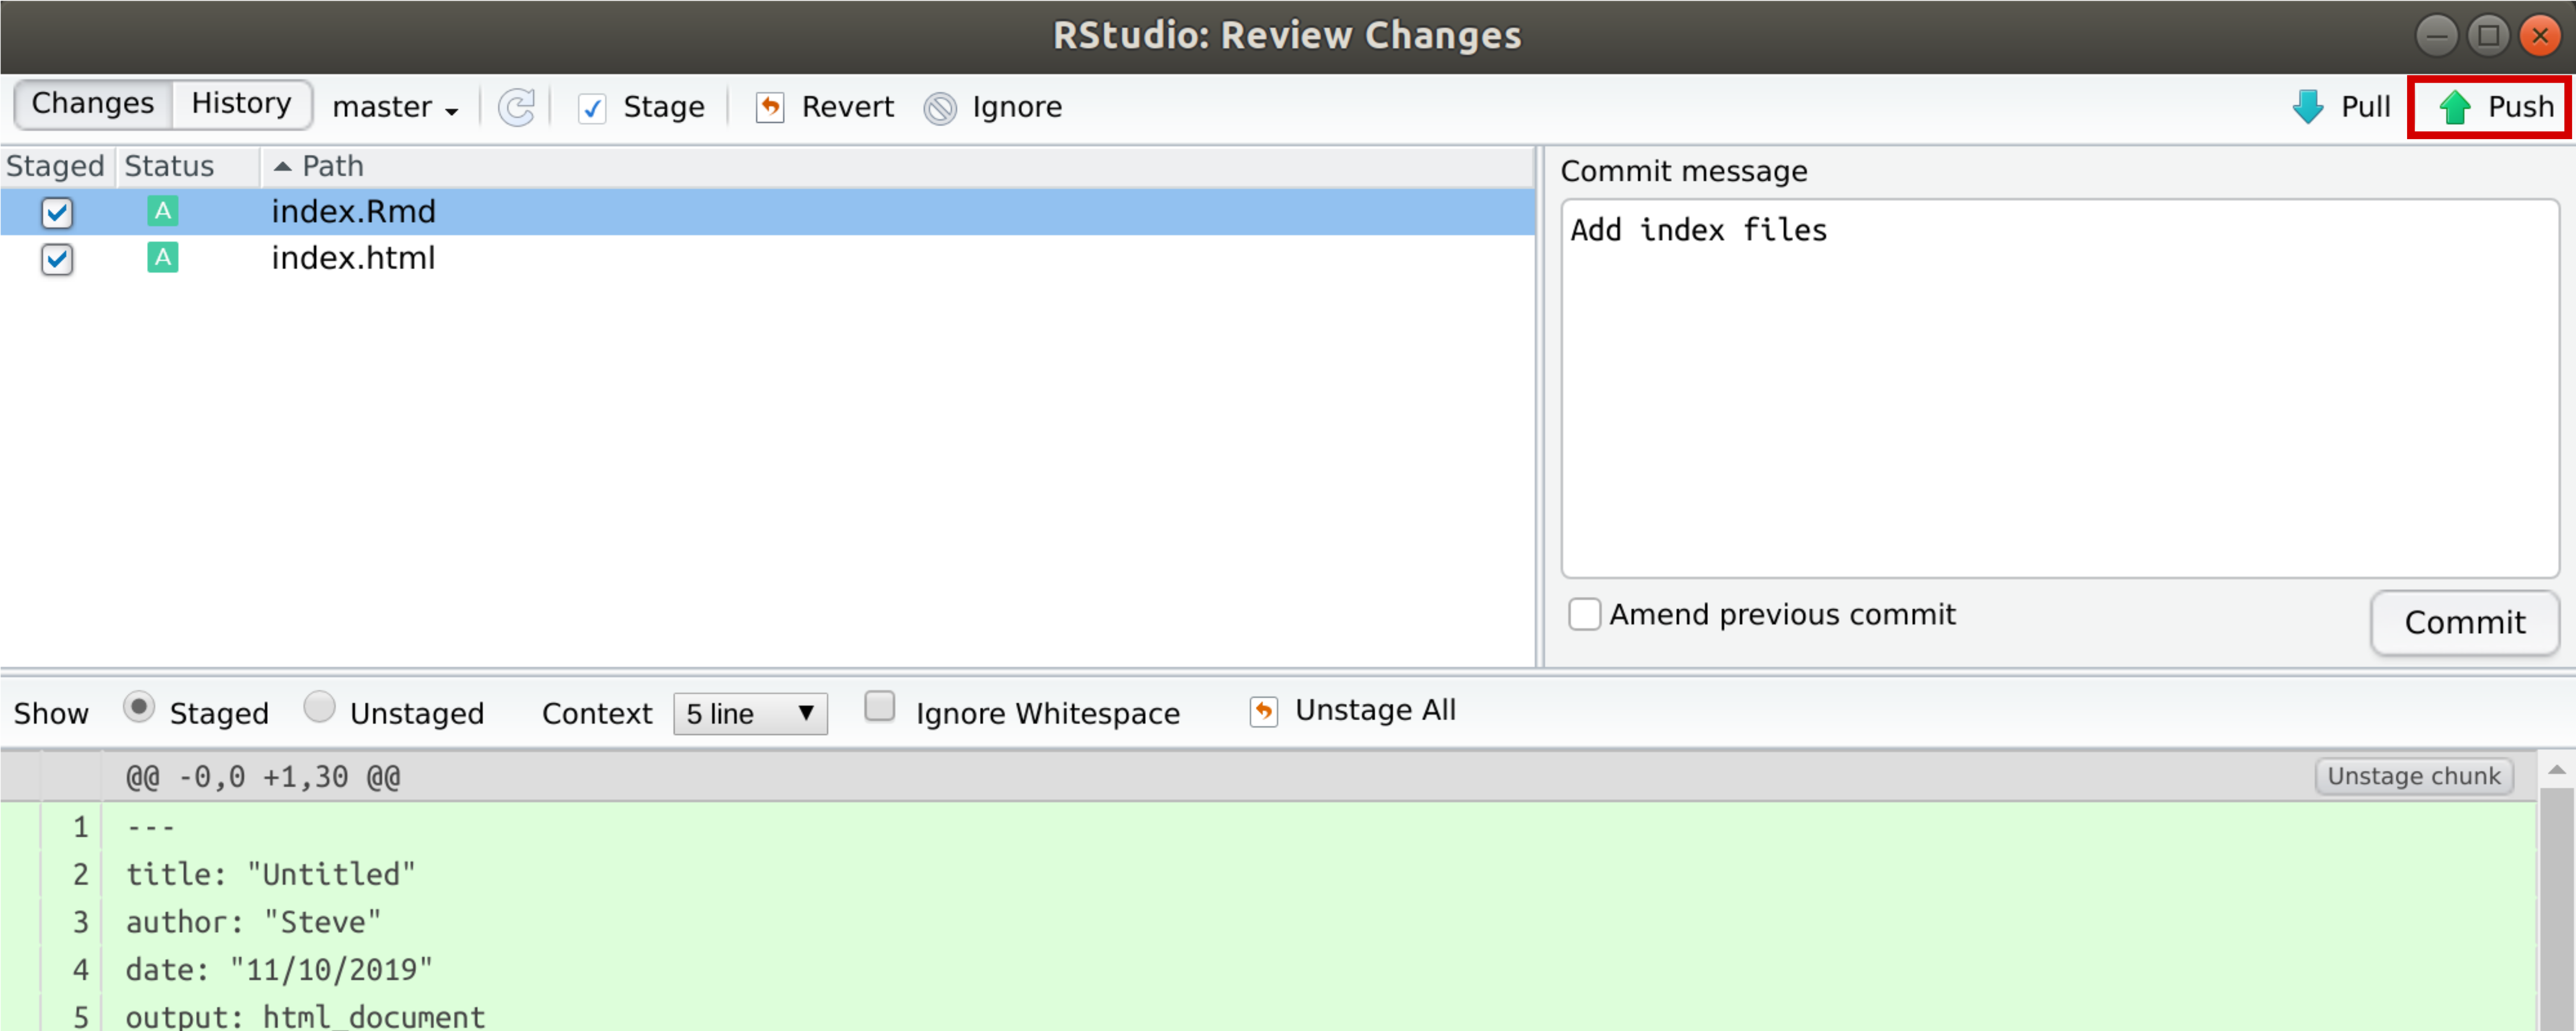 RStudio: Review Changes
Changes History master Stage Revert Ignore Pull Push
Staged Status Path
A index.Rmd
A index.html
Commit message
Add index files
Amend previous commit
Commit
Show Staged Unstaged Context 5 line Ignore Whitespace Unstage All
@@ -0,0 +1,30 @@ Unstage chunk
1 ---
2 title: "Untitled"
3 author: "Steve"
4 date: "11/10/2019"
5 output: html_document